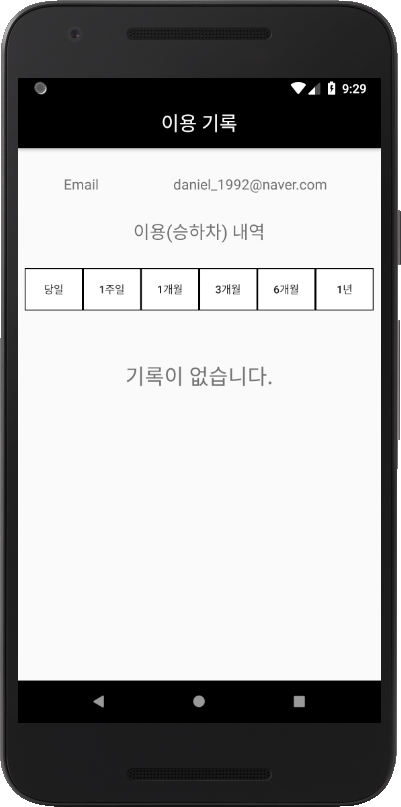 9:29
이용 기록
Email daniel_1992@naver.com
이용(승하차) 내역
당일 1주일 1개월 3개월 6개월 1년
기록이 없습니다.